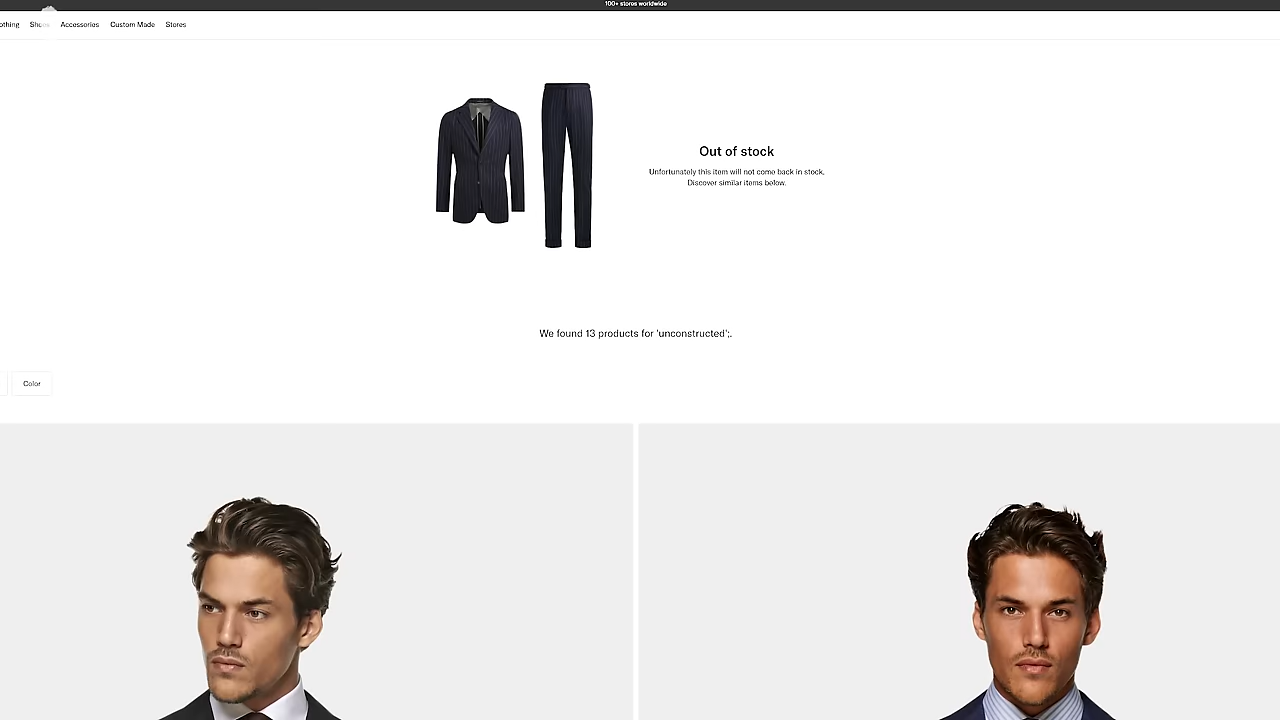 100+ stores worldwide
Shoes Accessories Custom Made Stores
Out of stock
Unfortunately this item will not come back in stock.
Discover similar items below.
We found 13 products for 'unconstructed';.
Color